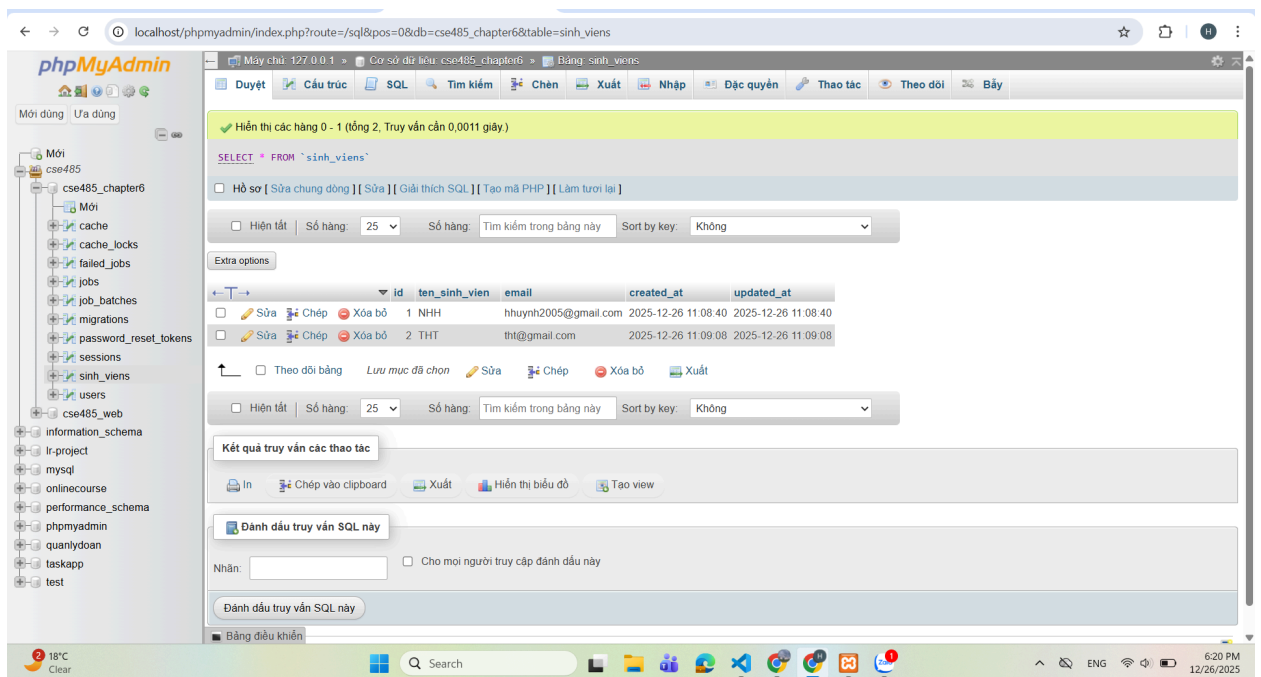 localhost/phpmyadmin/index.php?route=/sql&pos=0&db=cse485_chapter6&table=sinh_viens
H
phpMyAdmin
Mới dùng Ưa dùng
Mới
cse485
cse485_chapter6
Mới
cache
cache_locks
failed_jobs
jobs
job_batches
migrations
password_reset_tokens
sessions
sinh_viens
users
cse485_web
information_schema
lr-project
mysql
onlinecourse
performance_schema
phpmyadmin
quanlydoan
taskapp
test
Máy chủ: 127.0.0.1 » Cơ sở dữ liệu: cse485_chapter6 » Bảng: sinh_viens
Duyệt Cấu trúc SQL Tìm kiếm Chèn Xuất Nhập Đặc quyền Thao tác Theo dõi Bẫy
Hiển thị các hàng 0 - 1 (tổng 2, Truy vấn cần 0,0011 giây.)
SELECT * FROM `sinh_viens`
Hồ sơ [ Sửa chung dòng ] [ Sửa ] [ Giải thích SQL ] [ Tạo mã PHP ] [ Làm tươi lại ]
Hiện tất Số hàng: 25 Số hàng: Tìm kiếm trong bảng này Sort by key: Không
Extra options
←T→ id ten_sinh_vien email created_at updated_at
Sửa Chép Xóa bỏ 1 NHH hhuynh2005@gmail.com 2025-12-26 11:08:40 2025-12-26 11:08:40
Sửa Chép Xóa bỏ 2 THT tht@gmail.com 2025-12-26 11:09:08 2025-12-26 11:09:08
Theo dõi bảng Lưu mục đã chọn Sửa Chép Xóa bỏ Xuất
Hiện tất Số hàng: 25 Số hàng: Tìm kiếm trong bảng này Sort by key: Không
Kết quả truy vấn các thao tác
In Chép vào clipboard Xuất Hiển thị biểu đồ Tạo view
Đánh dấu truy vấn SQL này
Nhãn: Cho mọi người truy cập đánh dấu này
Đánh dấu truy vấn SQL này
Bảng điều khiển
2 18°C
Clear
Search
Zalo 1
ENG
6:20 PM
12/26/2025